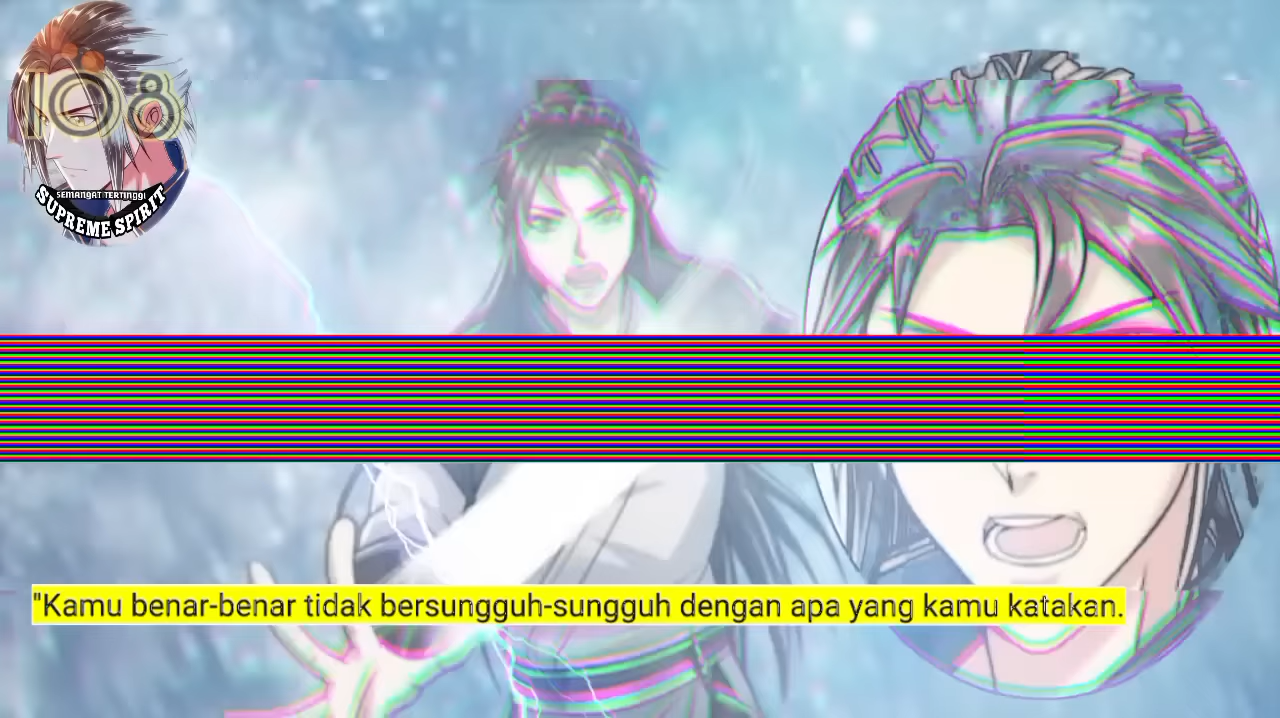 108
SEMANGAT TERTINGGI
SUPREME SPIRIT
"Kamu benar-benar tidak bersungguh-sungguh dengan apa yang kamu katakan.